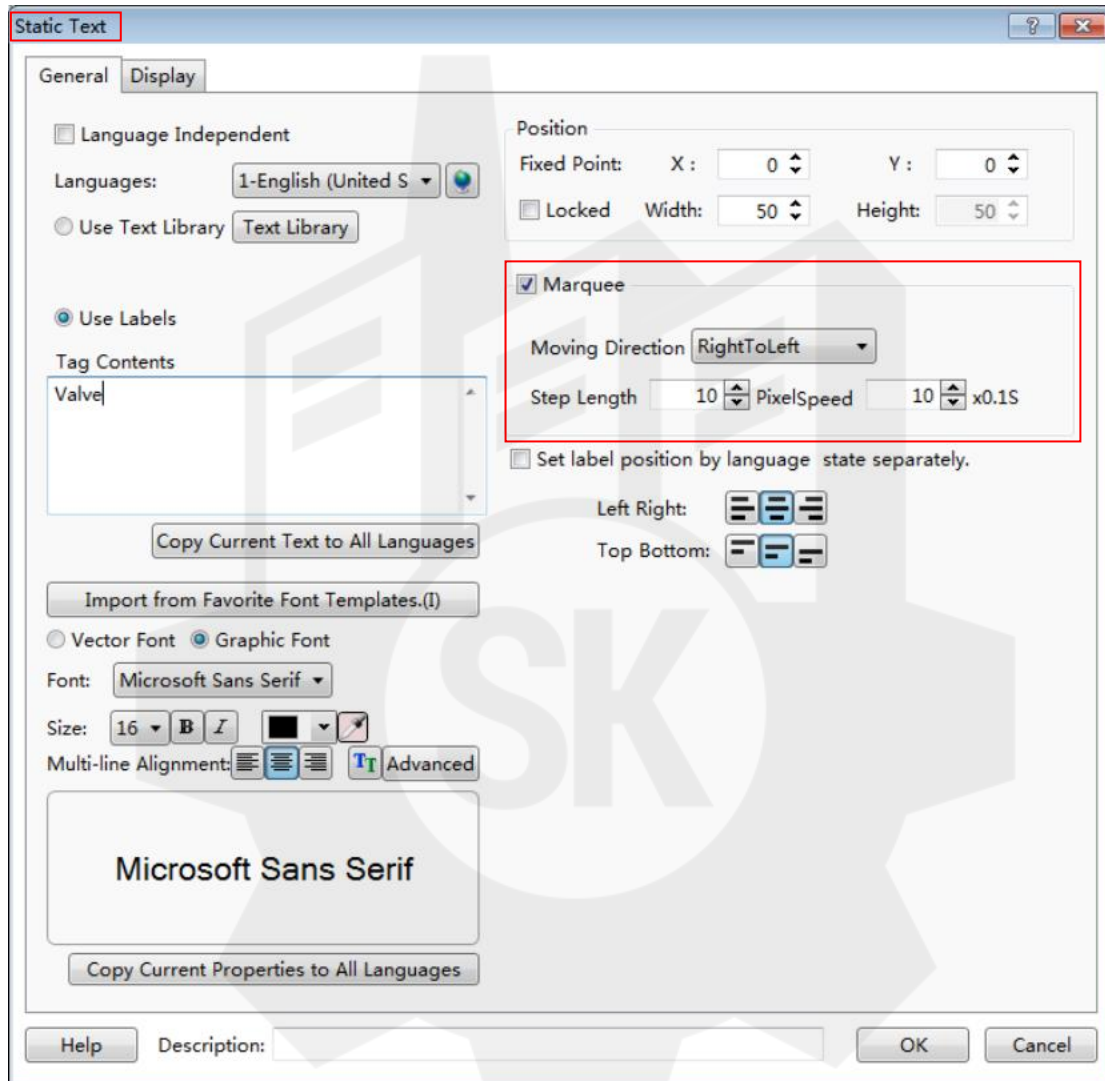 Static Text
General Display
Language Independent
Languages: 1-English (United S
Use Text Library Text Library
Use Labels
Tag Contents
Valve
Copy Current Text to All Languages
Import from Favorite Font Templates.(I)
Vector Font Graphic Font
Font: Microsoft Sans Serif
Size: 16 B I
Multi-line Alignment: TT Advanced
Microsoft Sans Serif
Copy Current Properties to All Languages
Position
Fixed Point: X : 0 Y : 0
Locked Width: 50 Height: 50
Marquee
Moving Direction RightToLeft
Step Length 10 PixelSpeed 10 x0.1S
Set label position by language state separately.
Left Right:
Top Bottom:
SK
Help Description: OK Cancel